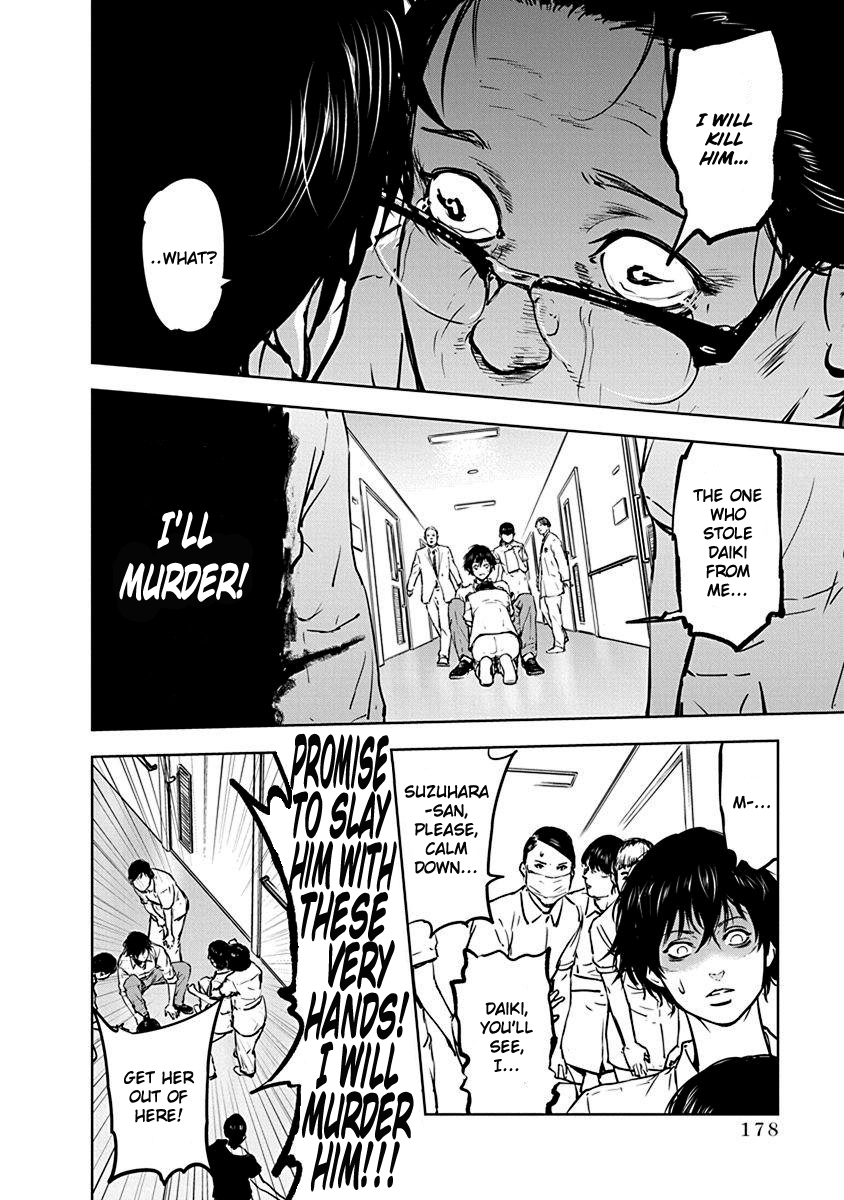 I WILL
KILL
HIM...
..WHAT?
THE ONE
WHO
STOLE
DAIKI
FROM
ME...
I'LL
MURDER!
M-...
SUZUHARA
-SAN,
PLEASE,
CALM
DOWN...
DAIKI,
YOU'LL
SEE,
I...
PROMISE
TO SLAY
HIM WITH
THESE
VERY
HANDS!
I WILL
MURDER
HIM!!!
GET HER
OUT OF
HERE!
178